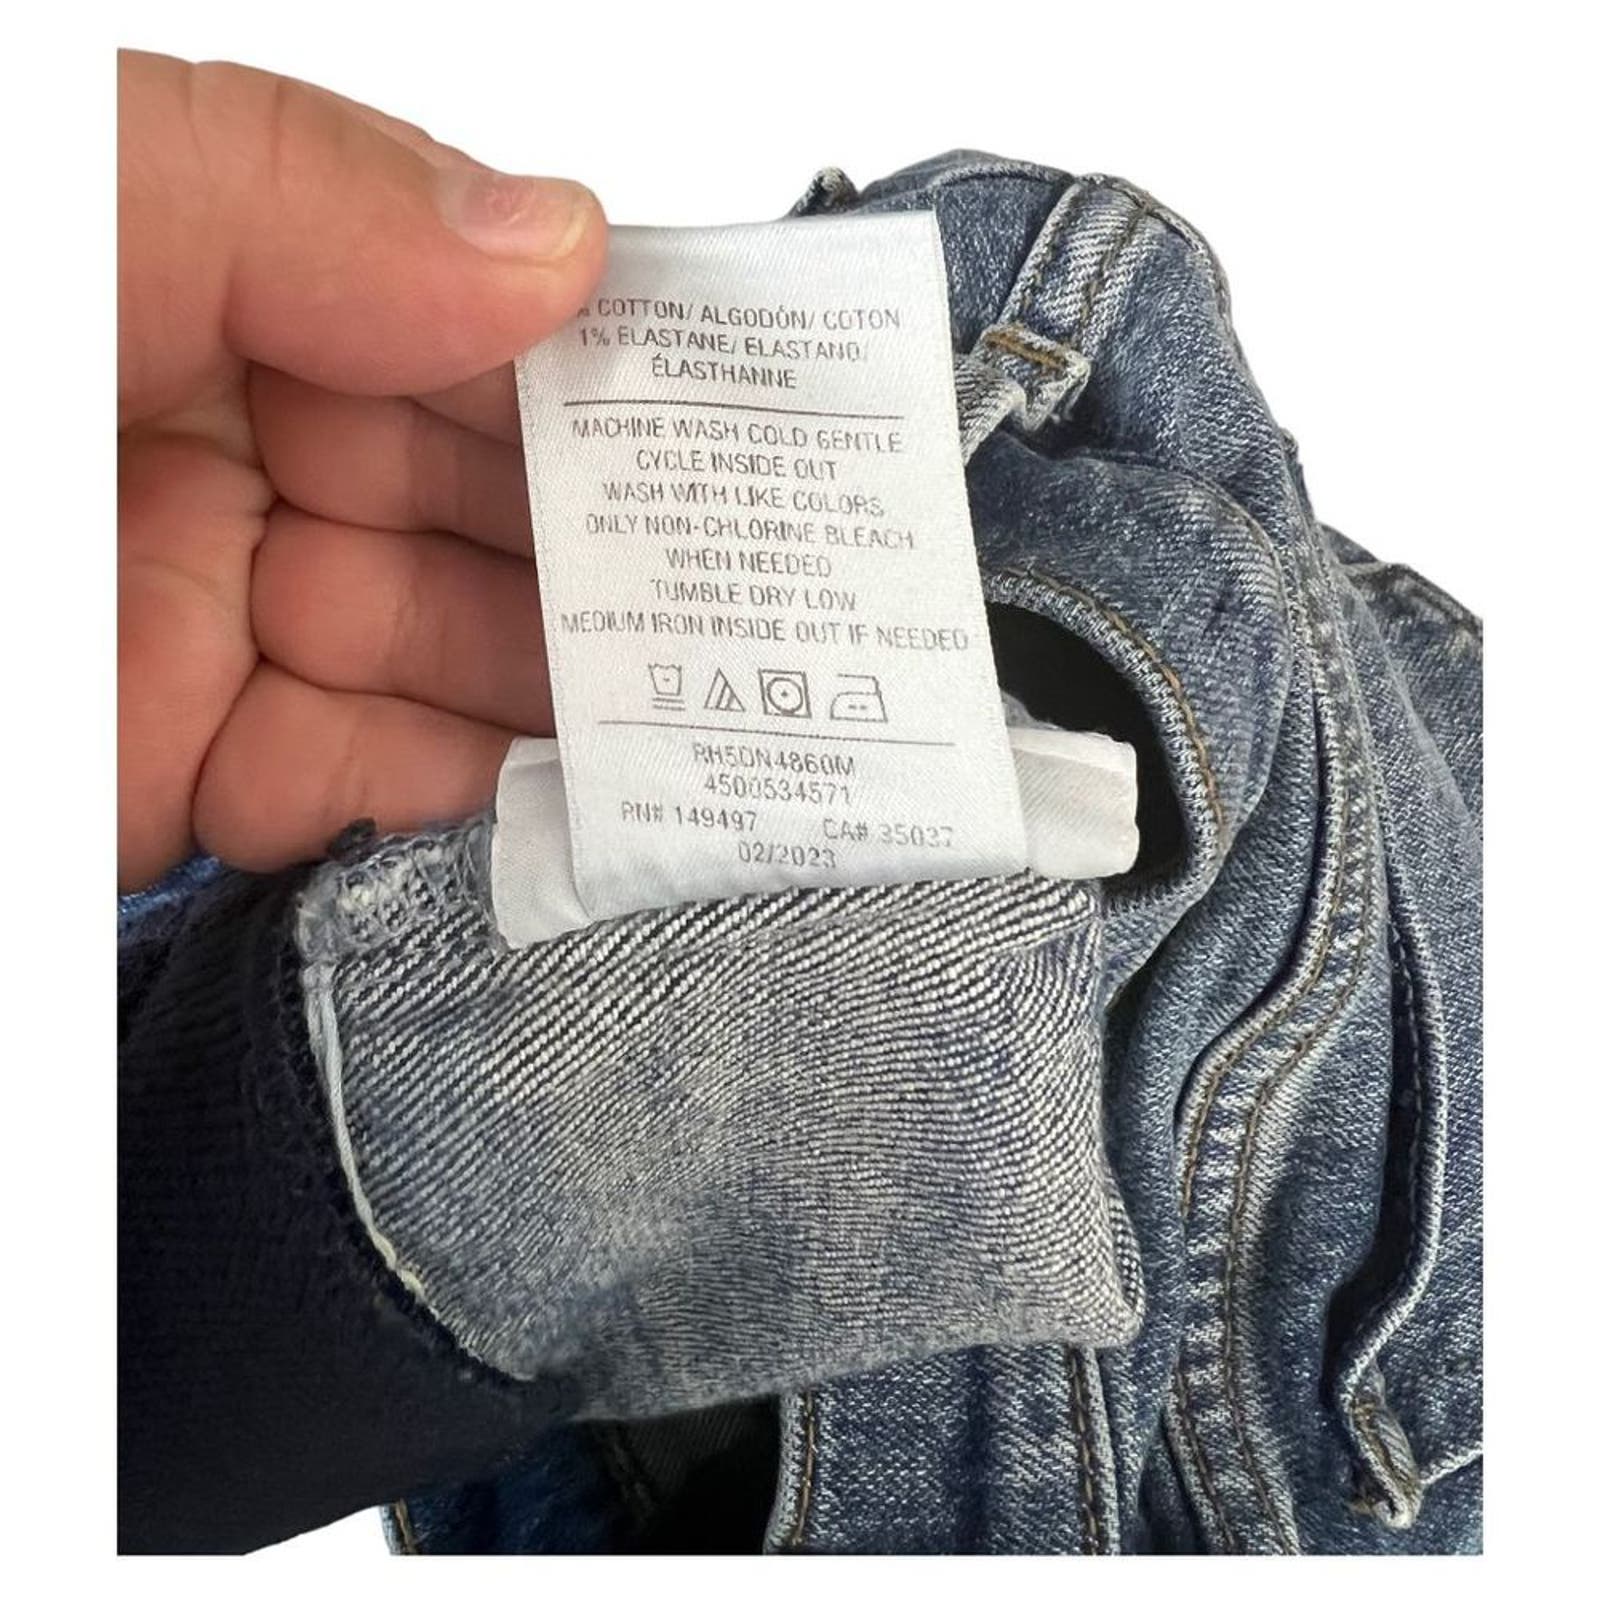 % COTTON/ ALGODÓN/ COTON
1% ELASTANE/ ELASTANO/
ÉLASTHANNE
MACHINE WASH COLD GENTLE
CYCLE INSIDE OUT
WASH WITH LIKE COLORS
ONLY NON-CHLORINE BLEACH
WHEN NEEDED
TUMBLE DRY LOW
MEDIUM IRON INSIDE OUT IF NEEDED
RH5DN4860M
4500534571
RN# 149497 CA# 35037
02/2023